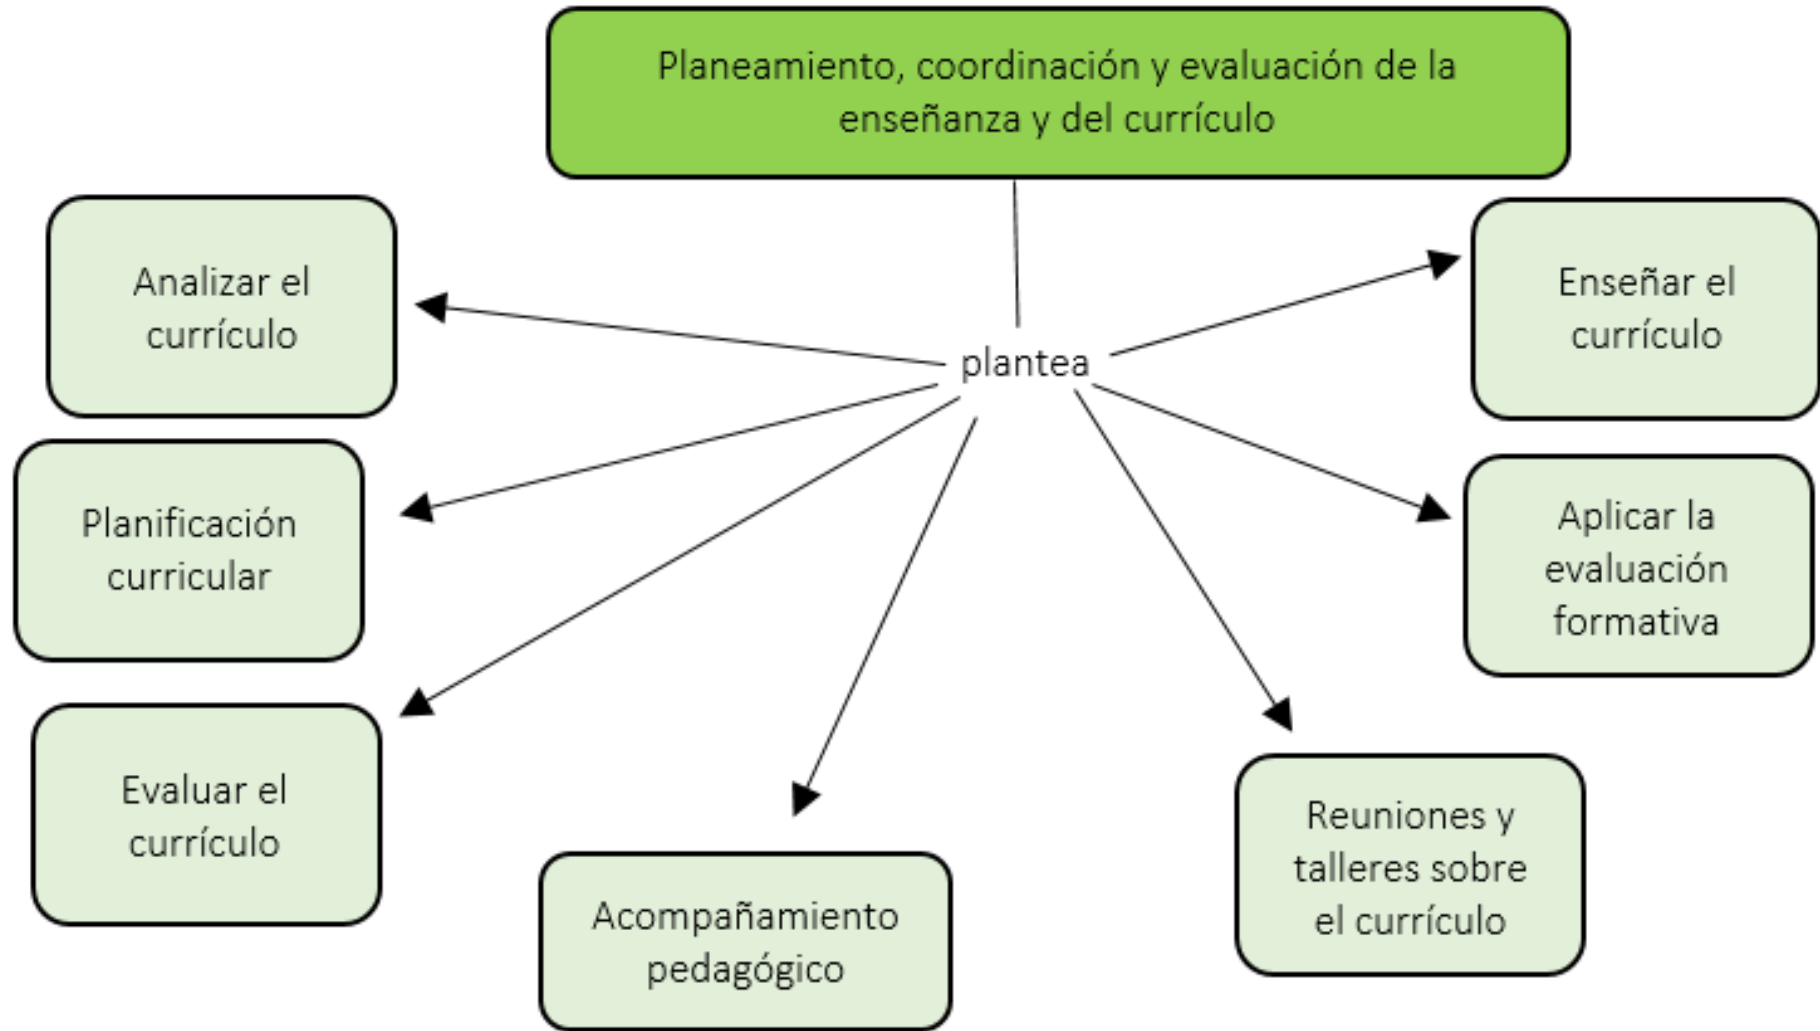 Planeamiento, coordinación y evaluación de la
enseñanza y del currículo
plantea
Analizar el
currículo
Planificación
curricular
Evaluar el
currículo
Acompañamiento
pedagógico
Reuniones y
talleres sobre
el currículo
Aplicar la
evaluación
formativa
Enseñar el
currículo